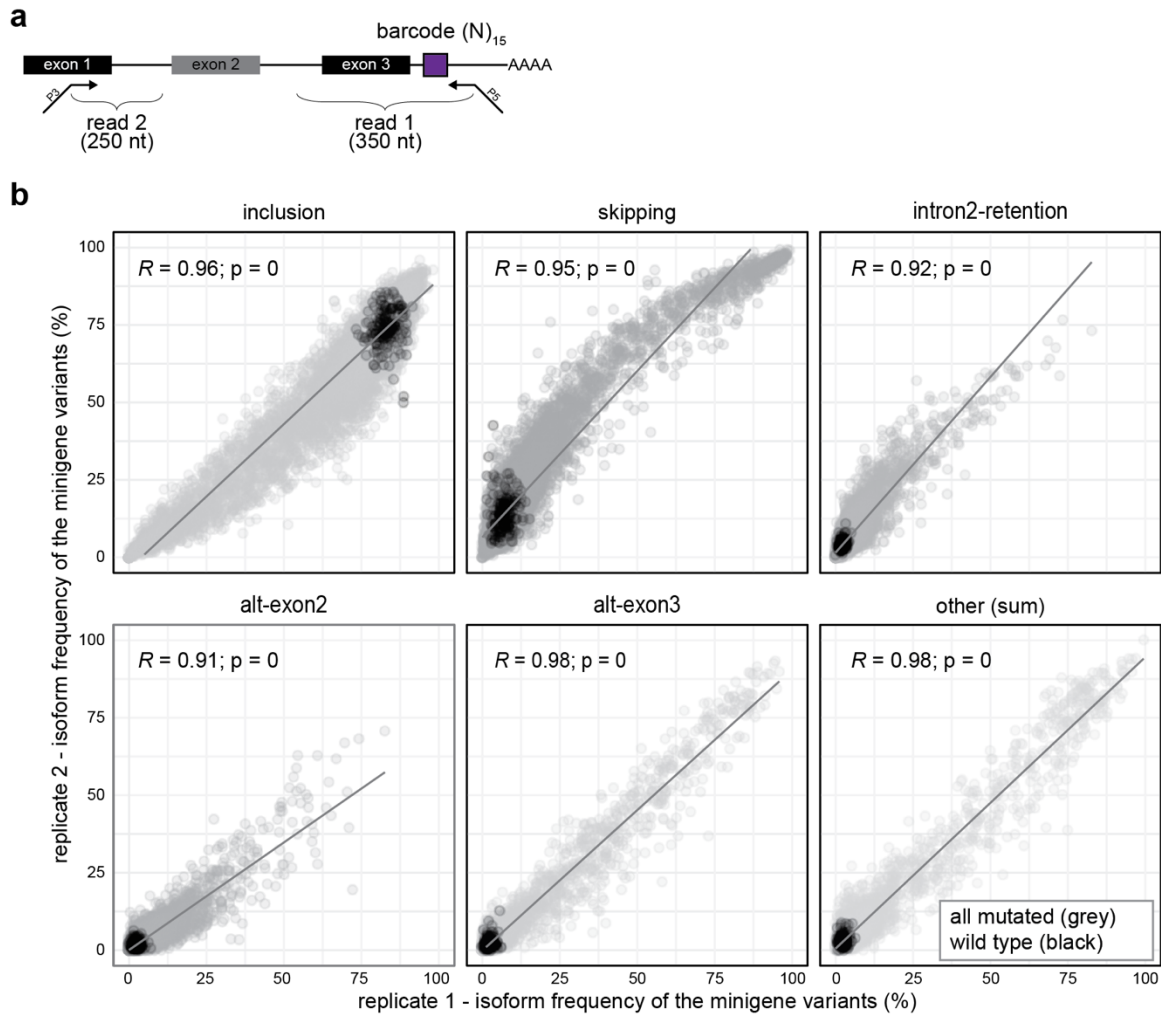 a
barcode (N)15
exon 1
exon 2
exon 3
AAAA
P3
P5
read 2
(250 nt)
read 1
(350 nt)
b
inclusion
skipping
intron2-retention
R = 0.96; p = 0
R = 0.95; p = 0
R = 0.92; p = 0
100
75
50
25
0
alt-exon2
alt-exon3
other (sum)
R = 0.91; p = 0
R = 0.98; p = 0
R = 0.98; p = 0
100
75
50
25
0
all mutated (grey)
wild type (black)
0 25 50 75 100
0 25 50 75 100
0 25 50 75 100
replicate 2 - isoform frequency of the minigene variants (%)
replicate 1 - isoform frequency of the minigene variants (%)